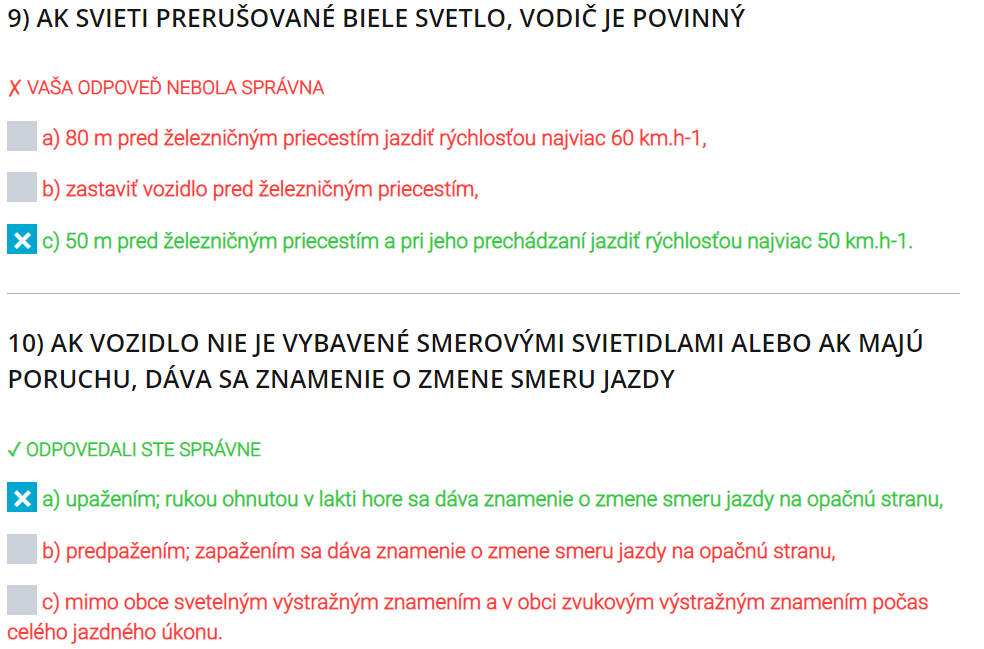 9) AK SVIETI PRERUŠOVANÉ BIELE SVETLO, VODIČ JE POVINNÝ
✗ VAŠA ODPOVEĎ NEBOLA SPRÁVNA
a) 80 m pred železničným priecestím jazdiť rýchlosťou najviac 60 km.h-1,
b) zastaviť vozidlo pred železničným priecestím,
c) 50 m pred železničným priecestím a pri jeho prechádzaní jazdiť rýchlosťou najviac 50 km.h-1.
10) AK VOZIDLO NIE JE VYBAVENÉ SMEROVÝMI SVIETIDLAMI ALEBO AK MAJÚ
PORUCHU, DÁVA SA ZNAMENIE O ZMENE SMERU JAZDY
✓ ODPOVEDALI STE SPRÁVNE
a) upažením; rukou ohnutou v lakti hore sa dáva znamenie o zmene smeru jazdy na opačnú stranu,
b) predpažením; zapažením sa dáva znamenie o zmene smeru jazdy na opačnú stranu,
c) mimo obce svetelným výstražným znamením a v obci zvukovým výstražným znamením počas
celého jazdného úkonu.